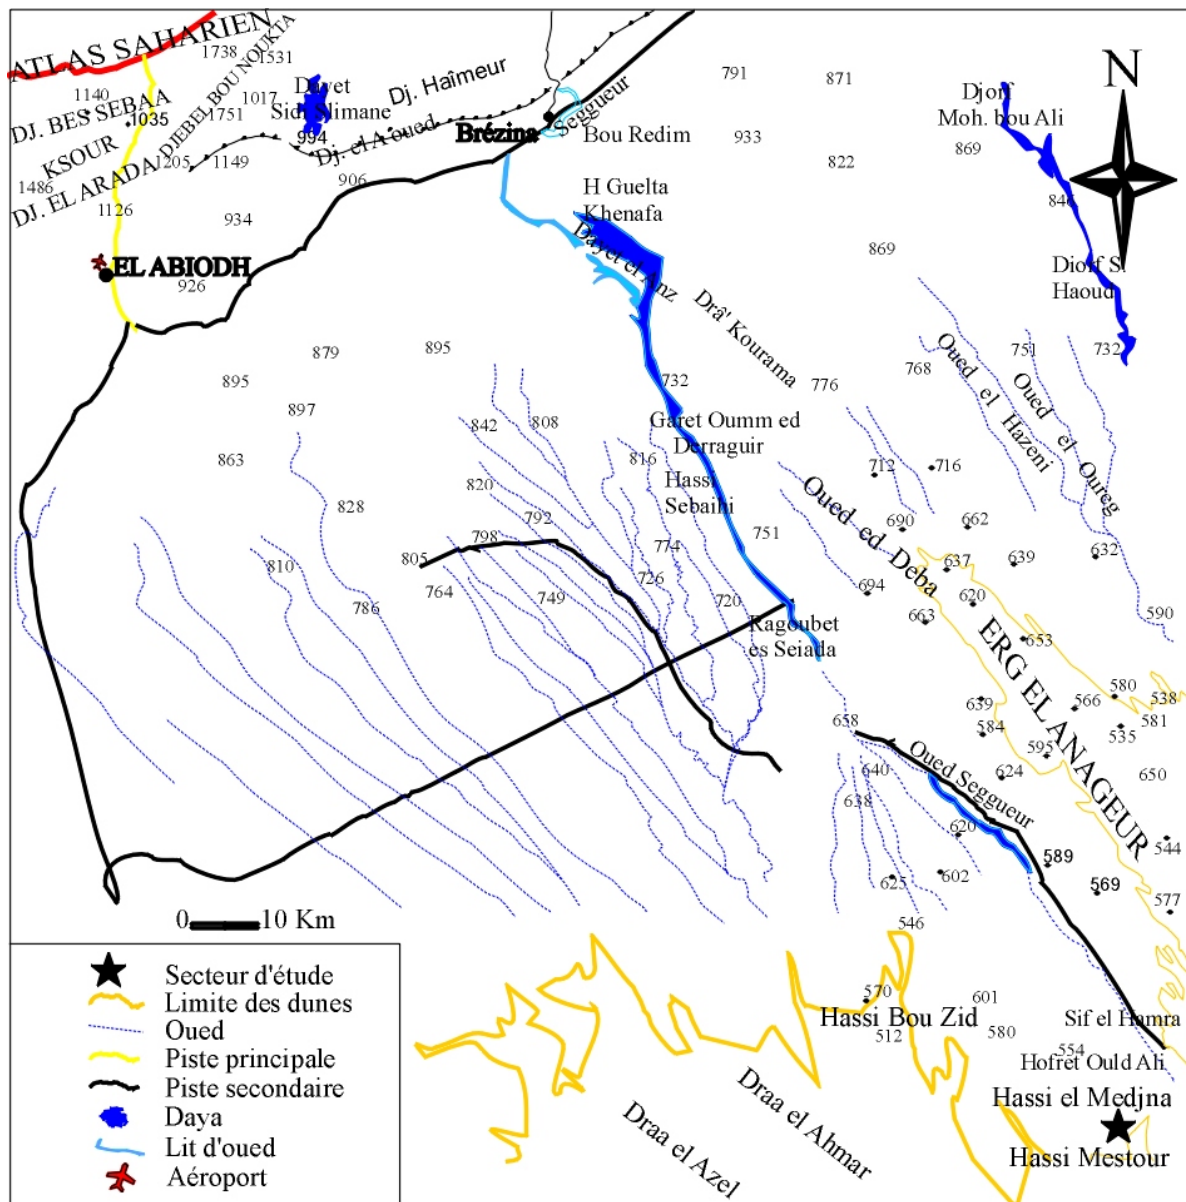 ATLAS SAHARIEN
1738
1531
1140
DJ. BES SEBAA
1035
1751
1017
DJEBEL BOU NOUKTA
Dayet
Sidi Slimane
994
Dj. Haîmeur
Dj. el A'oued
Brézina
Seggueur
Bou Redim
791
871
933
822
Djorf
Moh. bou Ali
869
846
N
KSOUR
1205
1149
1486
DJ. EL ARADA
1126
934
906
H Guelta
Khenafa
Dayet el Anz
869
Djorf S.
Haoud
EL ABIODH
926
Drâ' Kourama
879
895
895
897
863
828
732
776
768
751
732
Oued el Hazeni
Oued el Oureg
842
808
816
820
792
798
805
764
749
810
786
Garet Oumm ed
Derraguir
Hassi
Sebaihi
774
726
720
751
712
716
690
662
Oued ed Deba
637
639
632
694
620
663
653
590
Ragoubet
es Seiada
ERG EL ANAGEUR
639
584
566
580
538
581
535
595
624
650
658
640
638
Oued Seggueur
620
625
602
589
569
544
577
546
0 10 Km
570
601
Hassi Bou Zid
512
580
Sif el Hamra
554
Hofret Ould Ali
Hassi el Medjna
Hassi Mestour
Draa el Ahmar
Draa el Azel
Secteur d'étude
Limite des dunes
Oued
Piste principale
Piste secondaire
Daya
Lit d'oued
Aéroport